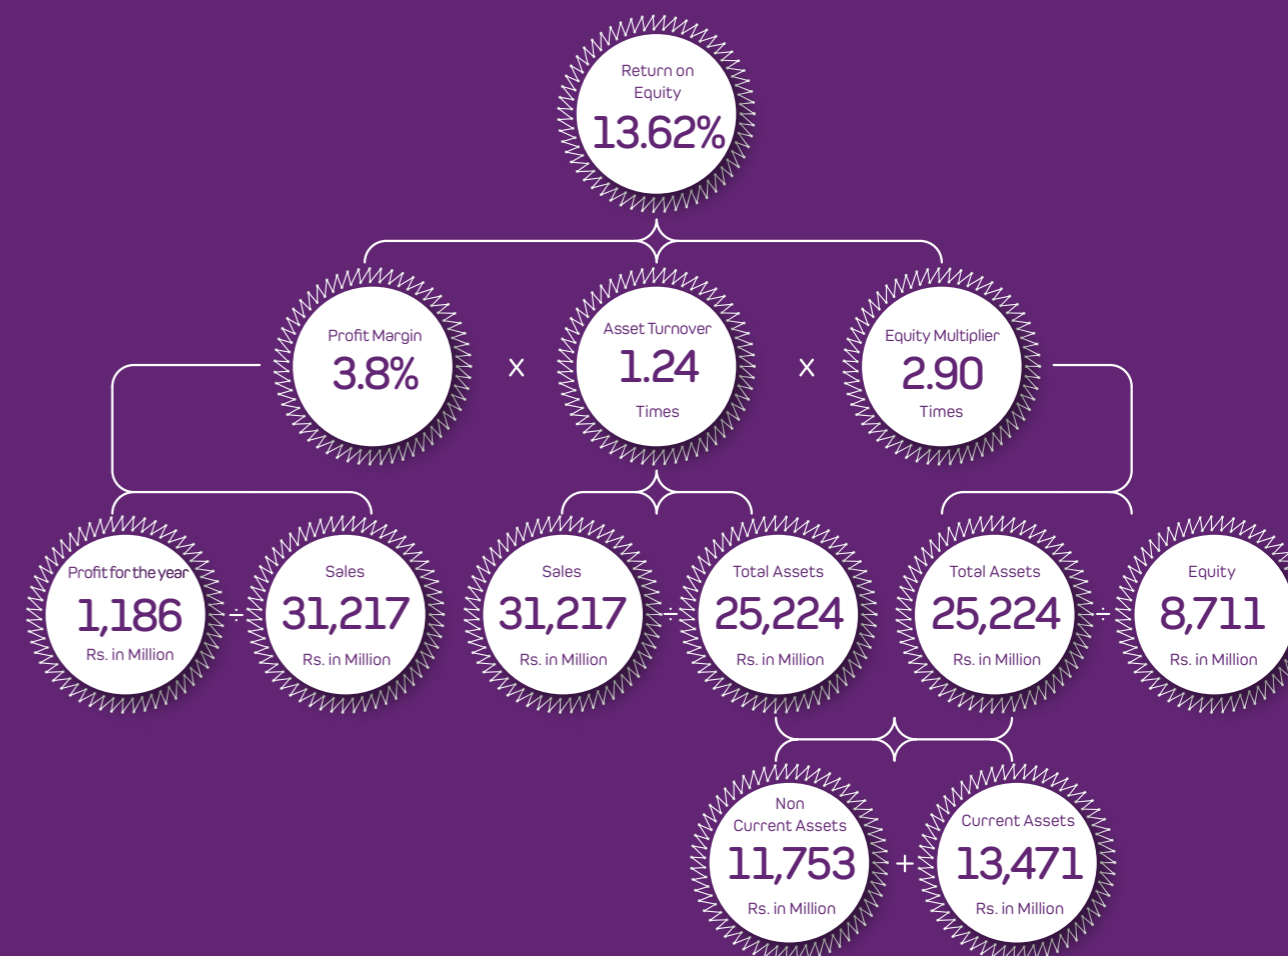 Return on
Equity
13.62%
Profit Margin
3.8%
x
Asset Turnover
1.24
Times
x
Equity Multiplier
2.90
Times
Profit for the year
1,186
Rs. in Million
÷
Sales
31,217
Rs. in Million
Sales
31,217
Rs. in Million
÷
Total Assets
25,224
Rs. in Million
Total Assets
25,224
Rs. in Million
÷
Equity
8,711
Rs. in Million
Non
Current Assets
11,753
Rs. in Million
+
Current Assets
13,471
Rs. in Million